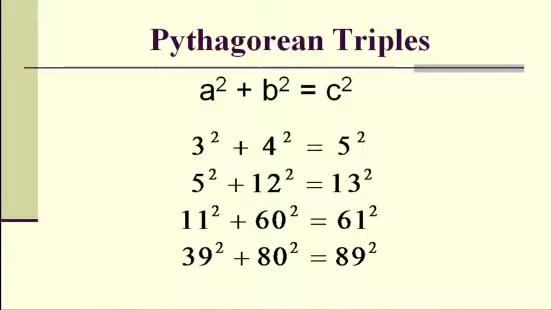 Pythagorean Triples
a² + b² = c²
3² + 4² = 5²
5² + 12² = 13²
11² + 60² = 61²
39² + 80² = 89²